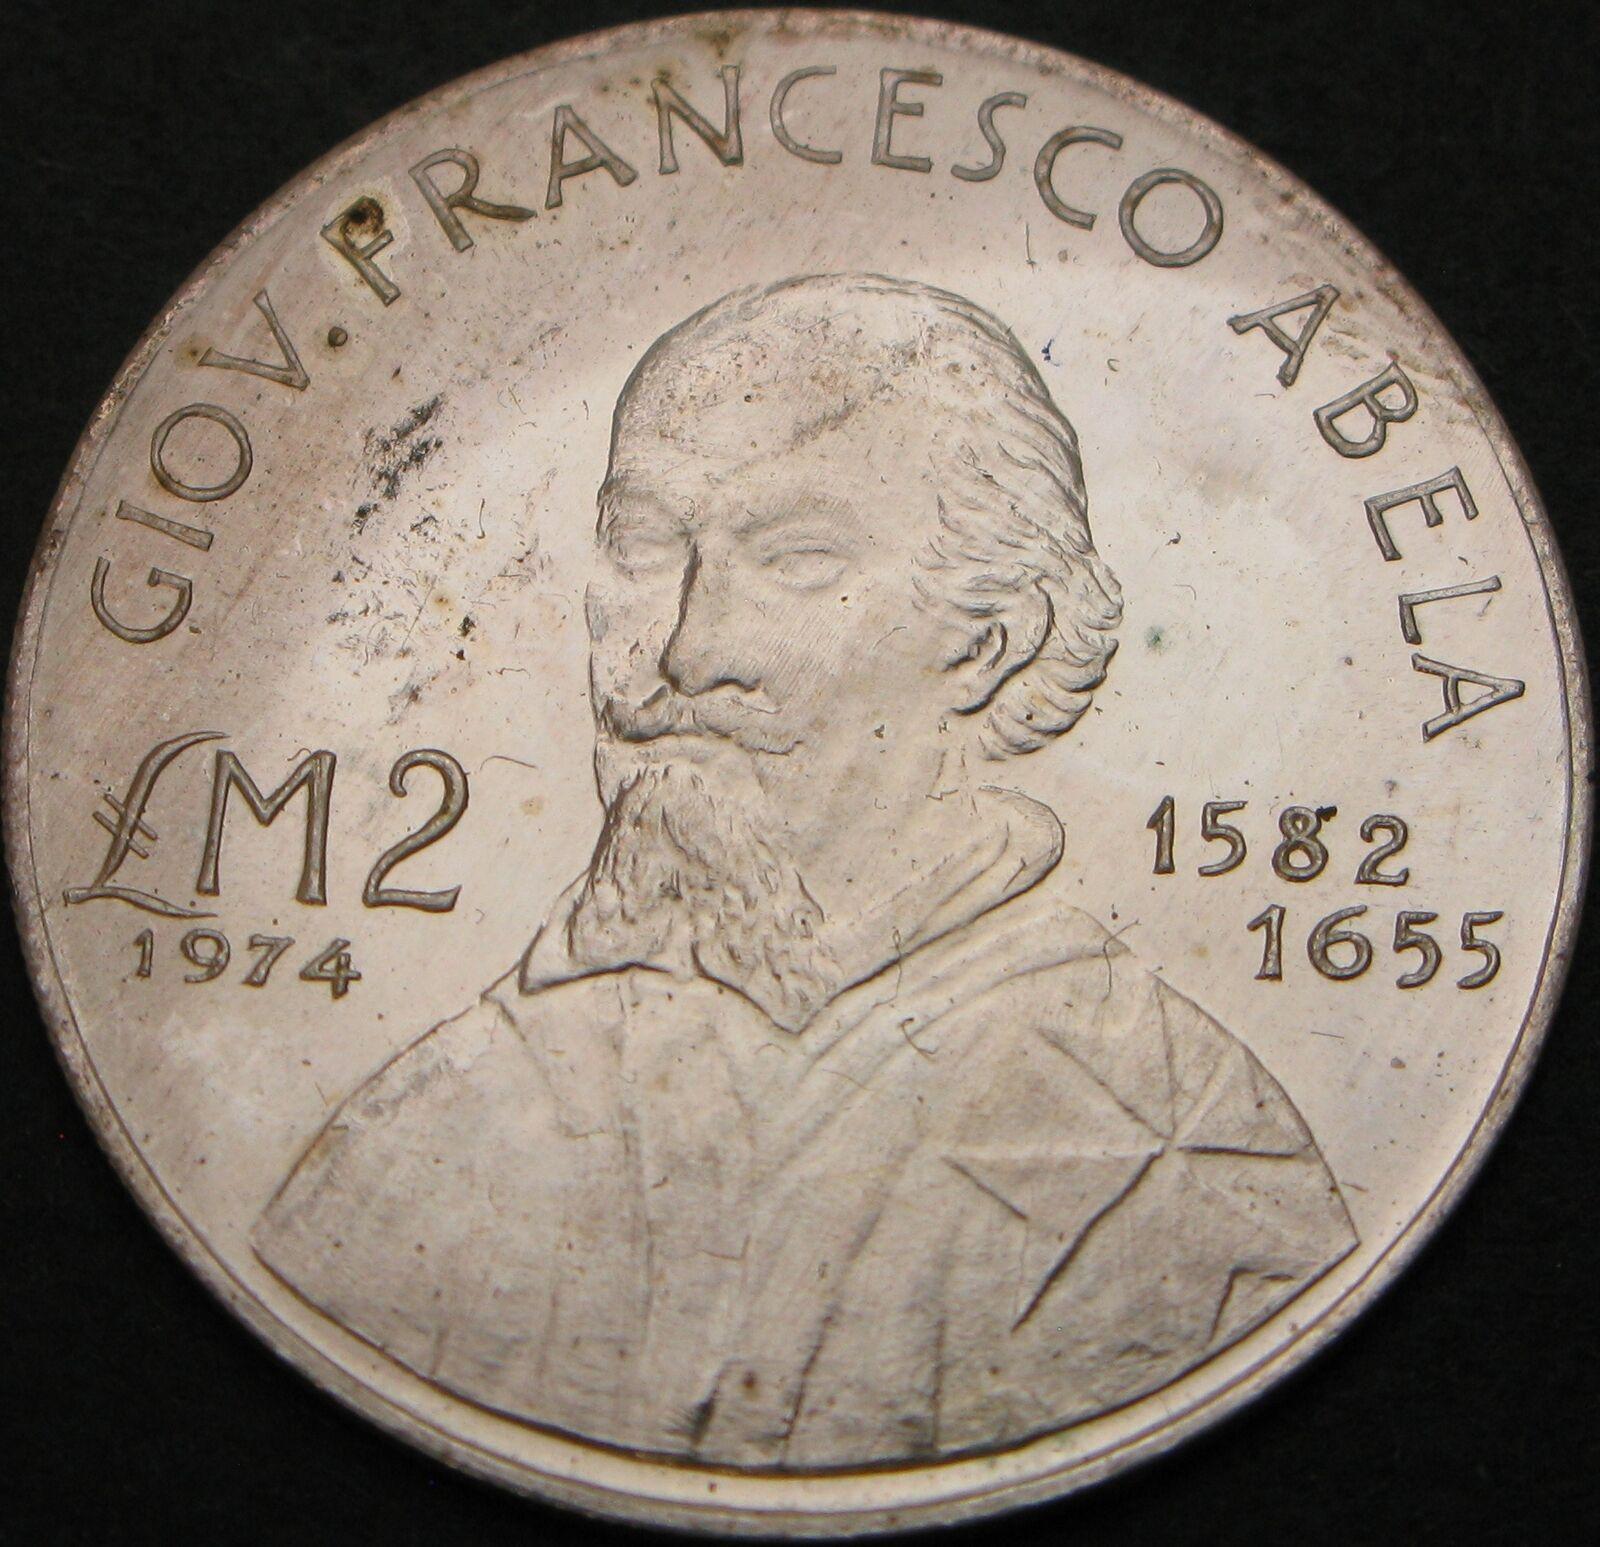 GIOV. FRANCESCO ABELA
£M2
1974
1582
1655